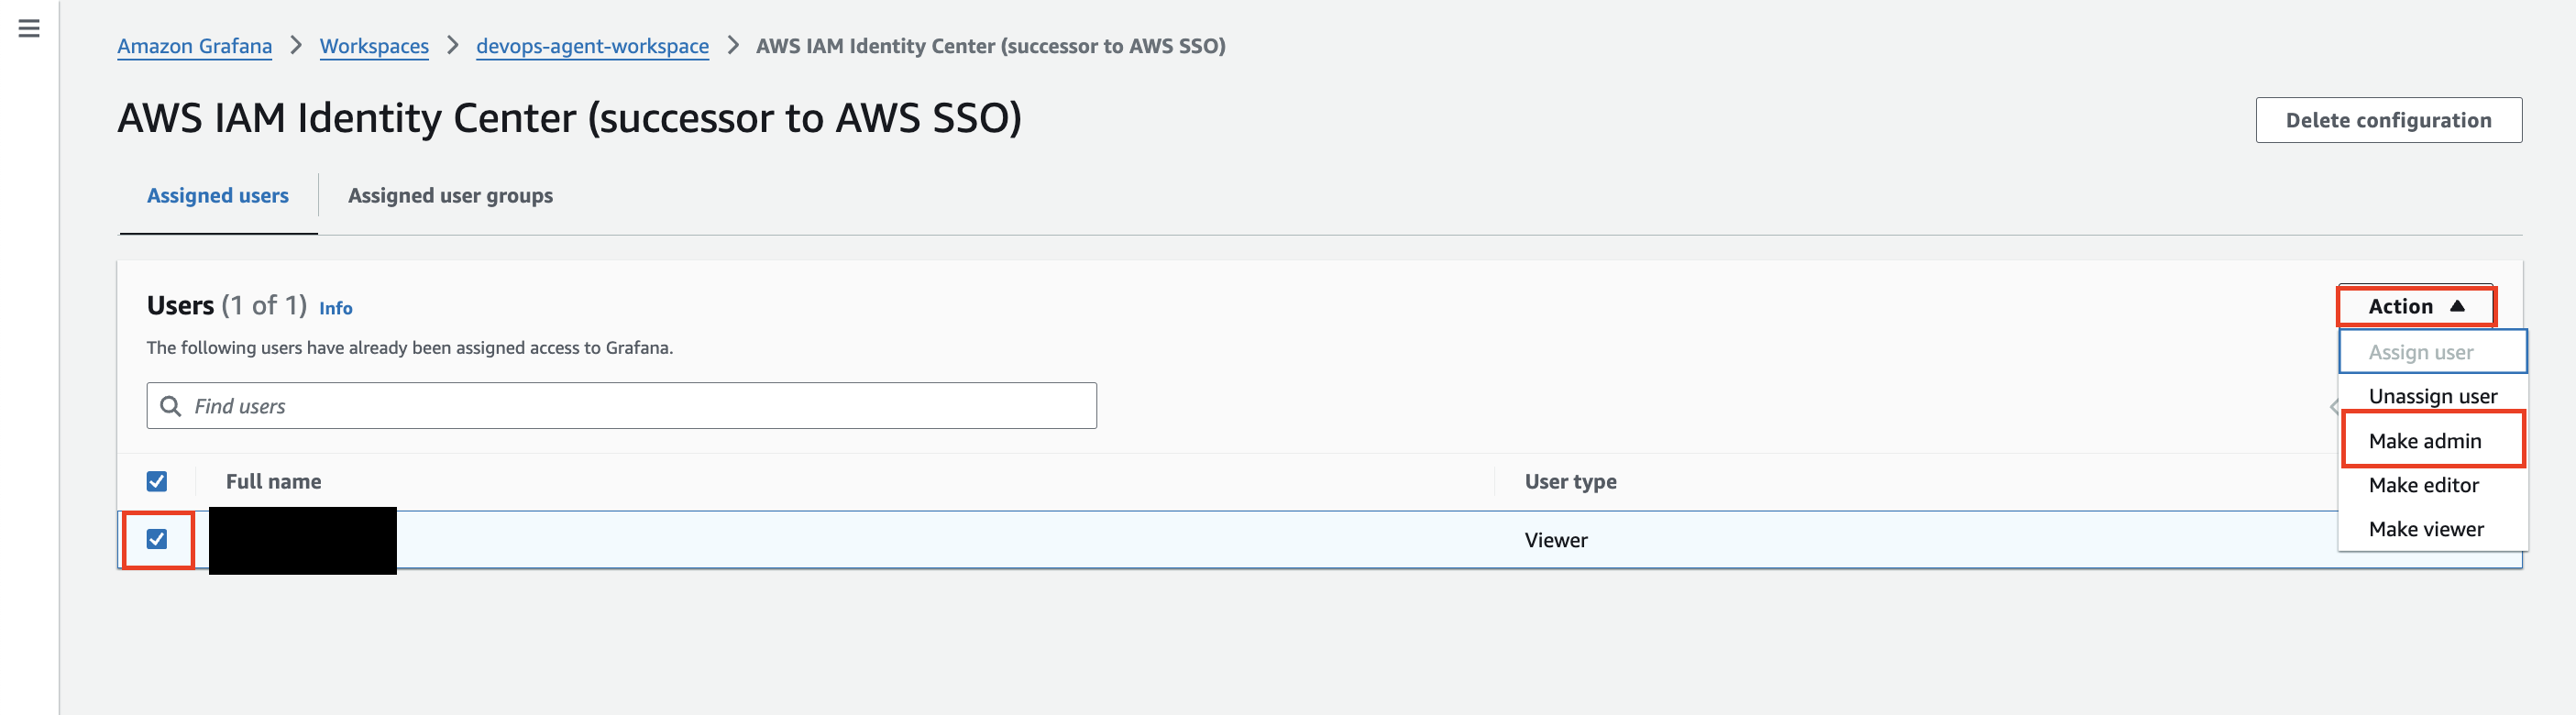 Amazon Grafana > Workspaces > devops-agent-workspace > AWS IAM Identity Center (successor to AWS SSO)
AWS IAM Identity Center (successor to AWS SSO)
Delete configuration
Assigned users
Assigned user groups
Users (1 of 1) Info
The following users have already been assigned access to Grafana.
Find users
Action
Assign user
Unassign user
Make admin
Make editor
Make viewer
Full name
User type
Viewer